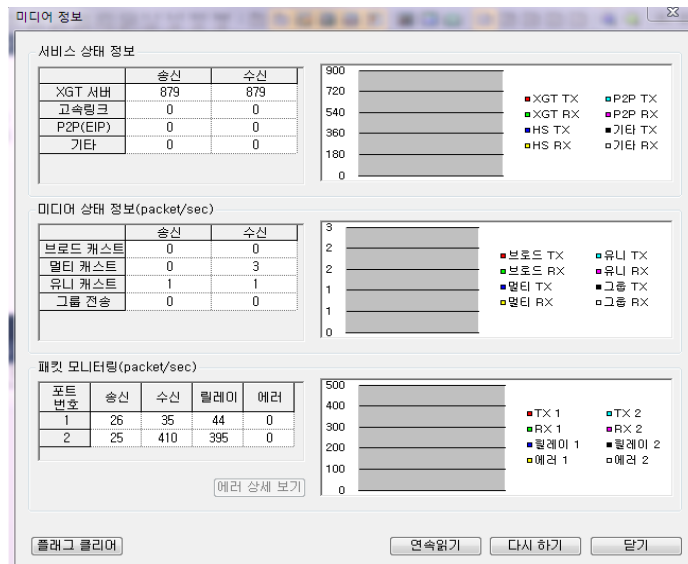 미디어 정보
서비스 상태 정보
송신 수신
XGT 서버 879 879
고속링크 0 0
P2P(EIP) 0 0
기타 0 0
900
720
540
360
180
0
XGT TX P2P TX
XGT RX P2P RX
HS TX 기타 TX
HS RX 기타 RX
미디어 상태 정보(packet/sec)
송신 수신
브로드 캐스트 0 0
멀티 캐스트 0 3
유니 캐스트 1 1
그룹 전송 0 0
3
2
2
1
1
0
브로드 TX 유니 TX
브로드 RX 유니 RX
멀티 TX 그룹 TX
멀티 RX 그룹 RX
패킷 모니터링(packet/sec)
포트 번호 송신 수신 릴레이 에러
1 26 35 44 0
2 25 410 395 0
에러 상세 보기
500
400
300
200
100
0
TX 1 TX 2
RX 1 RX 2
릴레이 1 릴레이 2
에러 1 에러 2
플래그 클리어 연속읽기 다시 하기 닫기